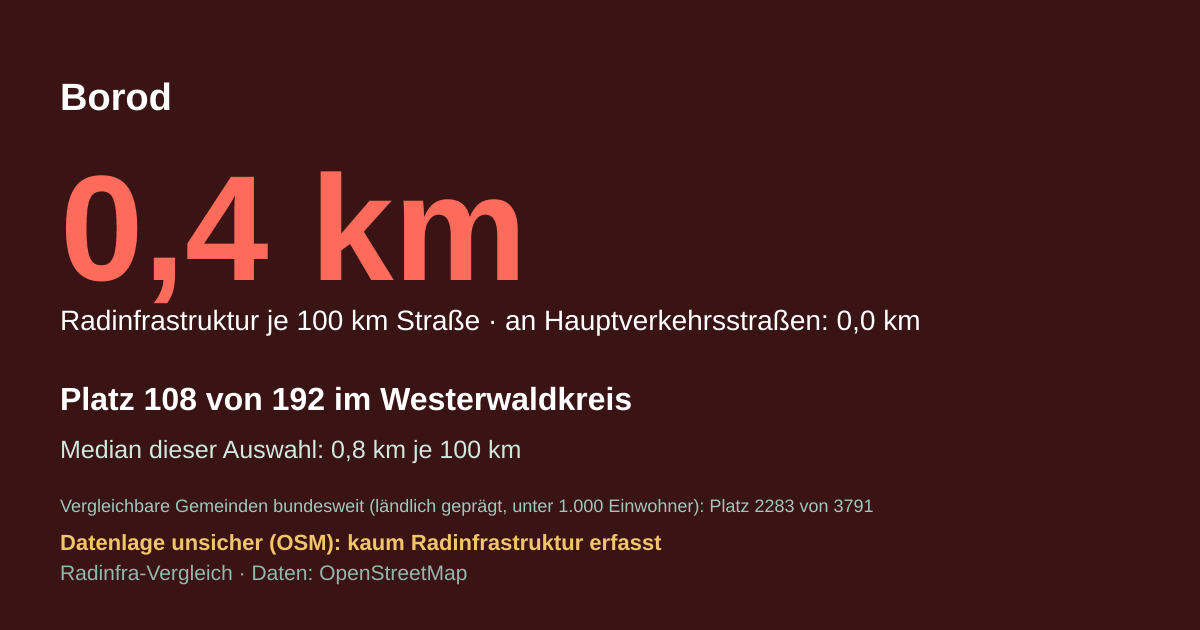 Borod
0,4 km
Radinfrastruktur je 100 km Straße · an Hauptverkehrsstraßen: 0,0 km
Platz 108 von 192 im Westerwaldkreis
Median dieser Auswahl: 0,8 km je 100 km
Vergleichbare Gemeinden bundesweit (ländlich geprägt, unter 1.000 Einwohner): Platz 2283 von 3791
Datenlage unsicher (OSM): kaum Radinfrastruktur erfasst
Radinfra-Vergleich · Daten: OpenStreetMap